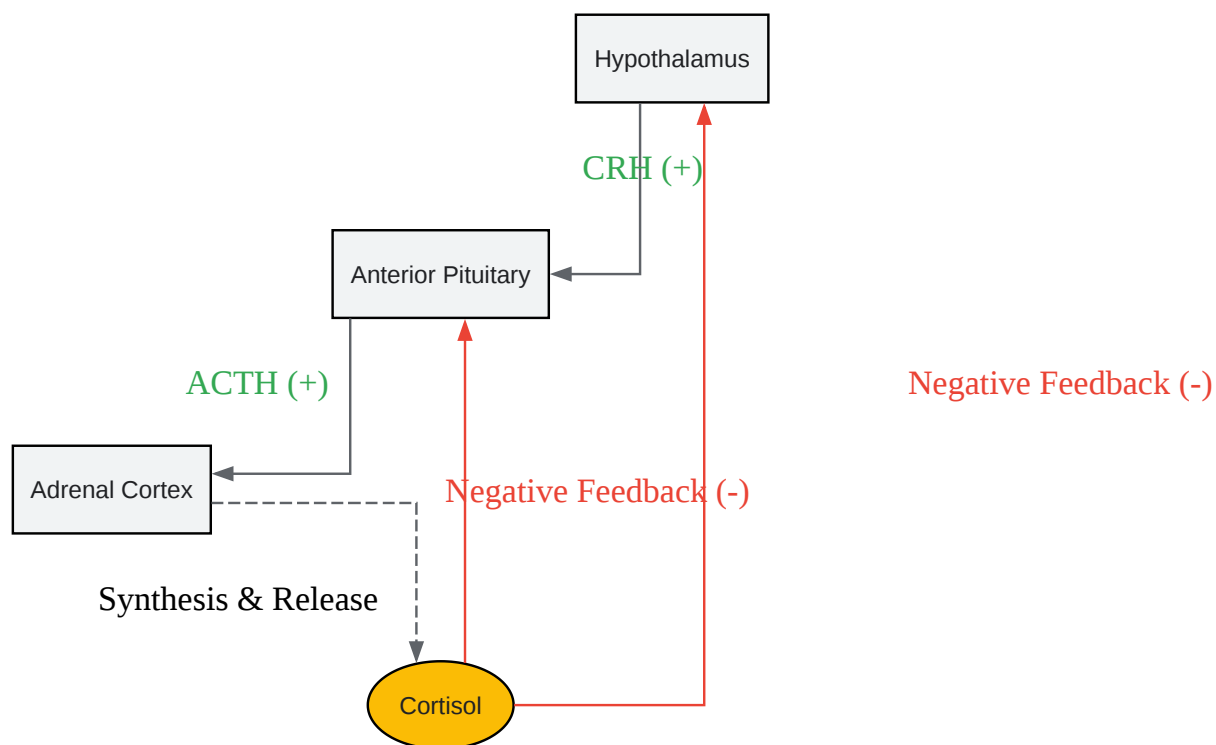 Hypothalamus
CRH (+)
Anterior Pituitary
ACTH (+)
Negative Feedback (-)
Adrenal Cortex
Negative Feedback (-)
Synthesis & Release
Cortisol